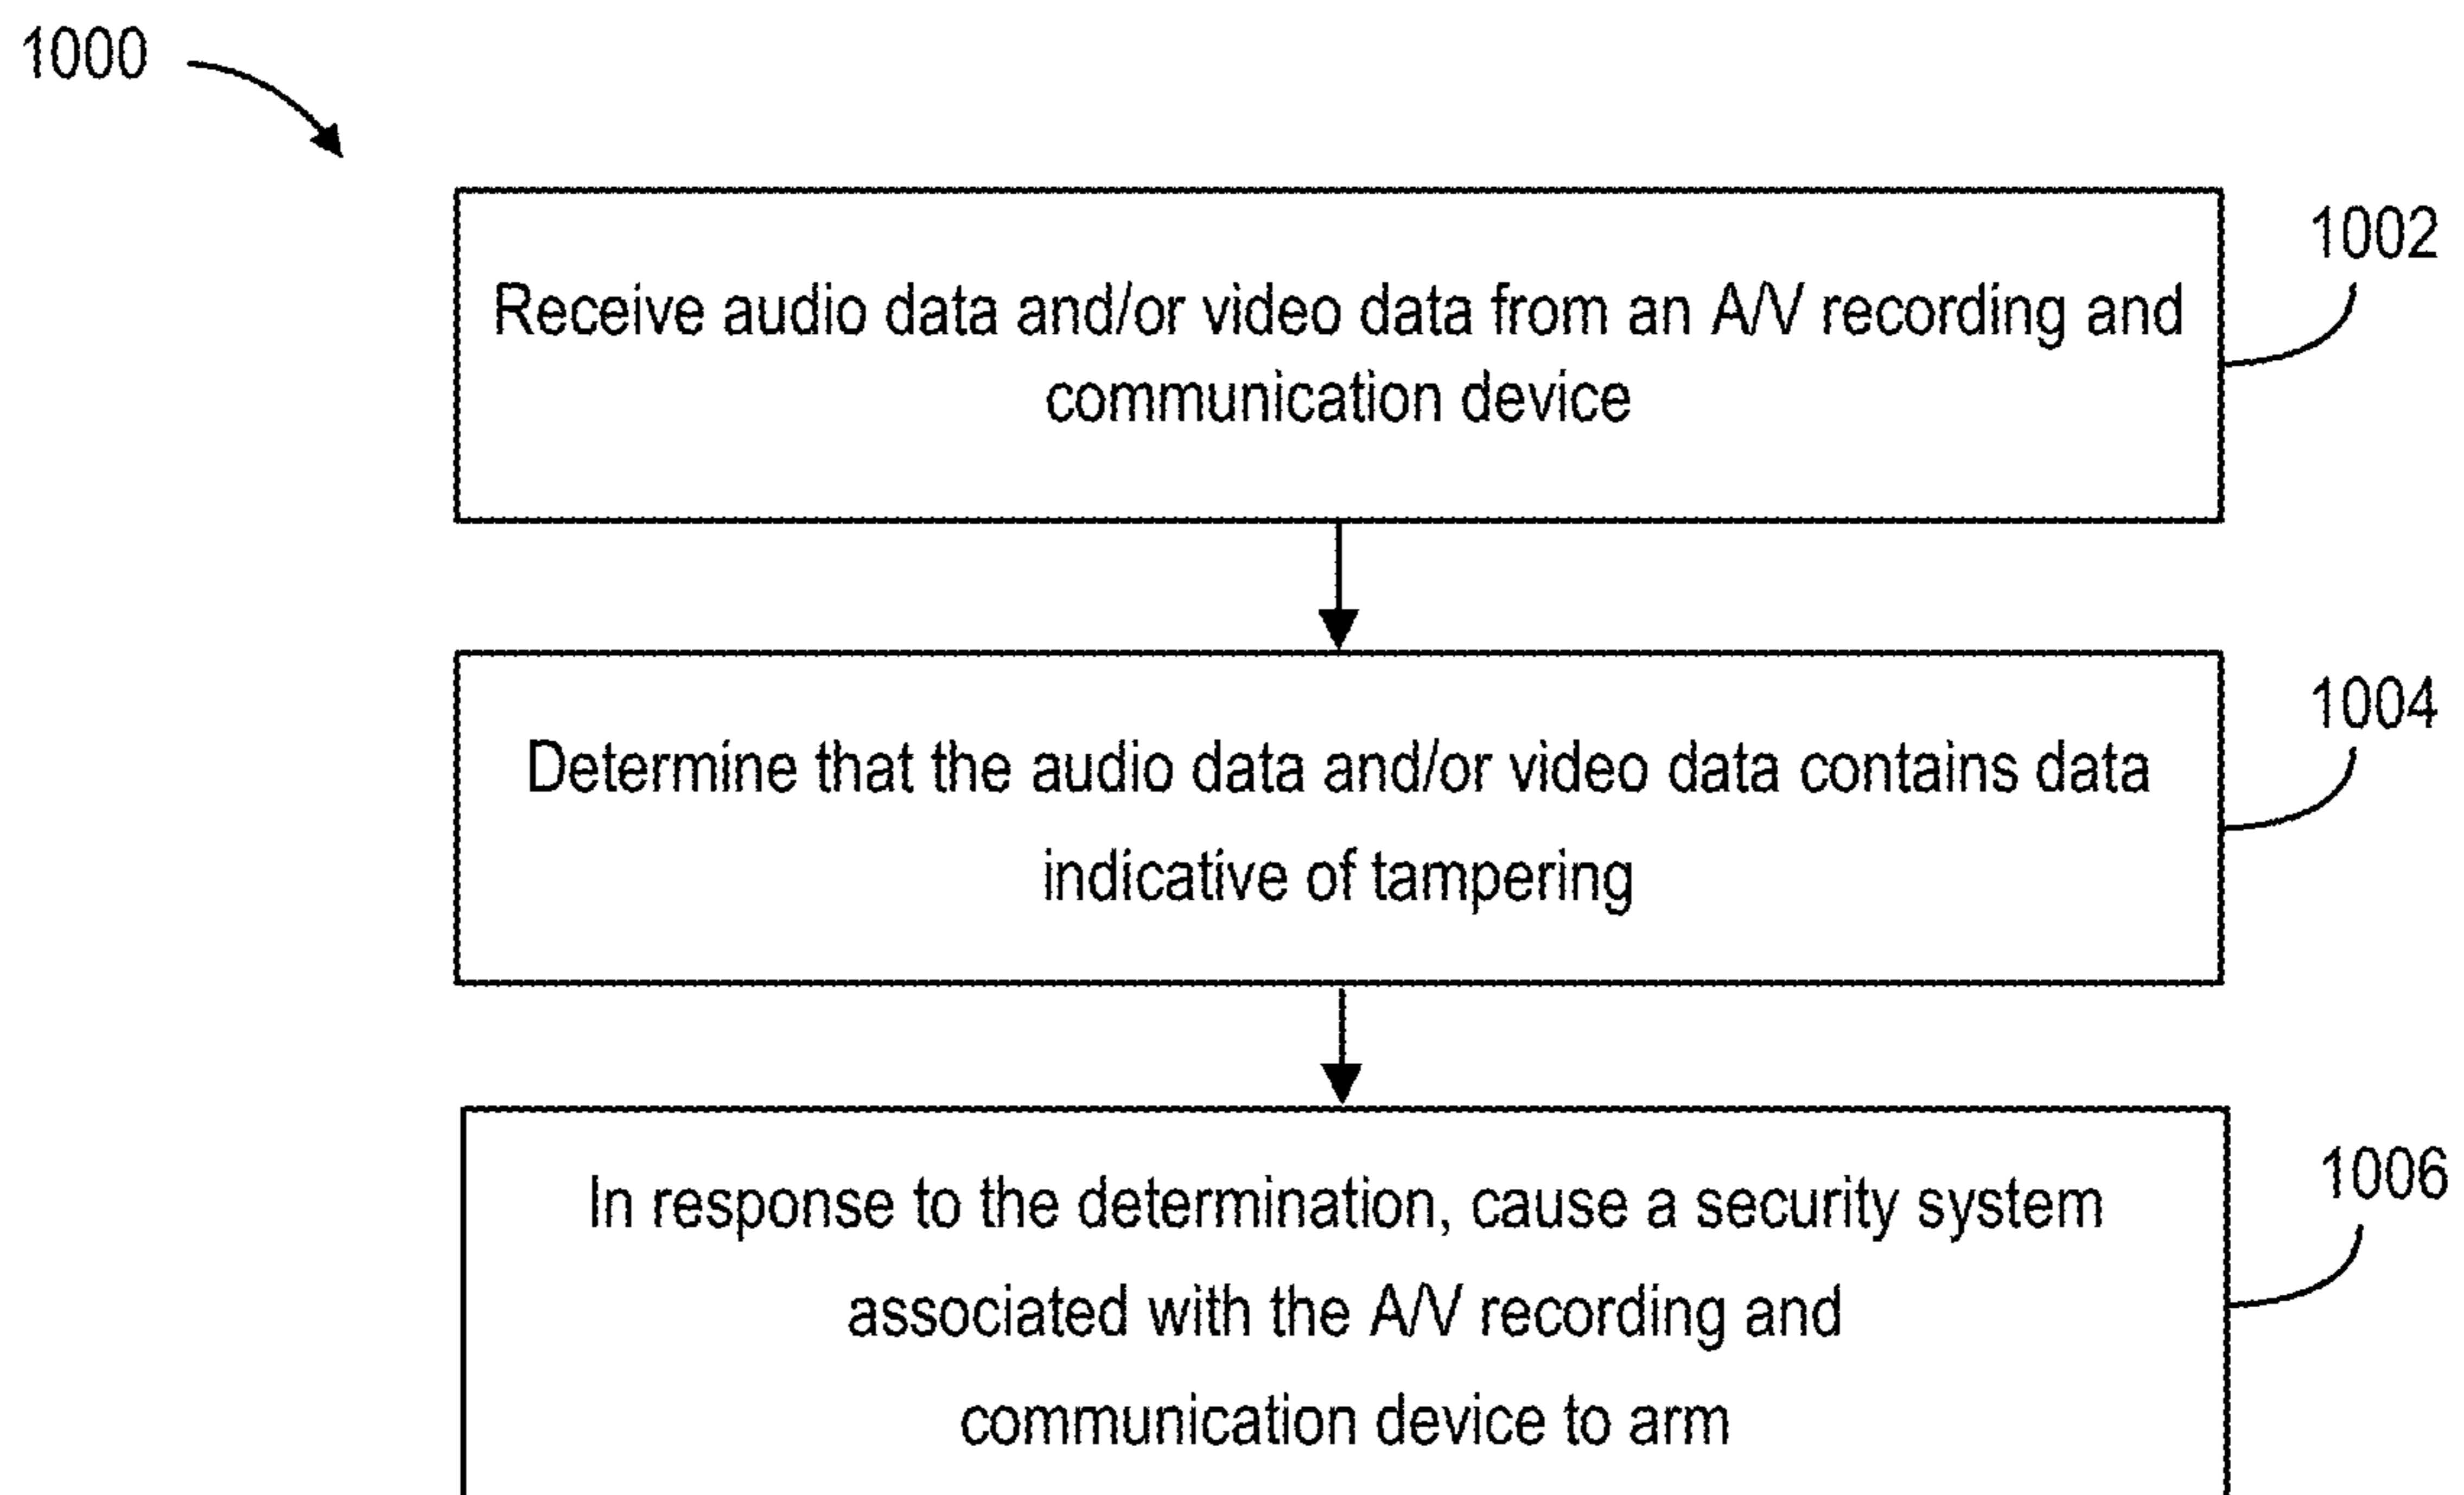 1000
1002
Receive audio data and/or video data from an A/V recording and
communication device
1004
Determine that the audio data and/or video data contains data
indicative of tampering
1006
In response to the determination, cause a security system
associated with the A/V recording and
communication device to arm